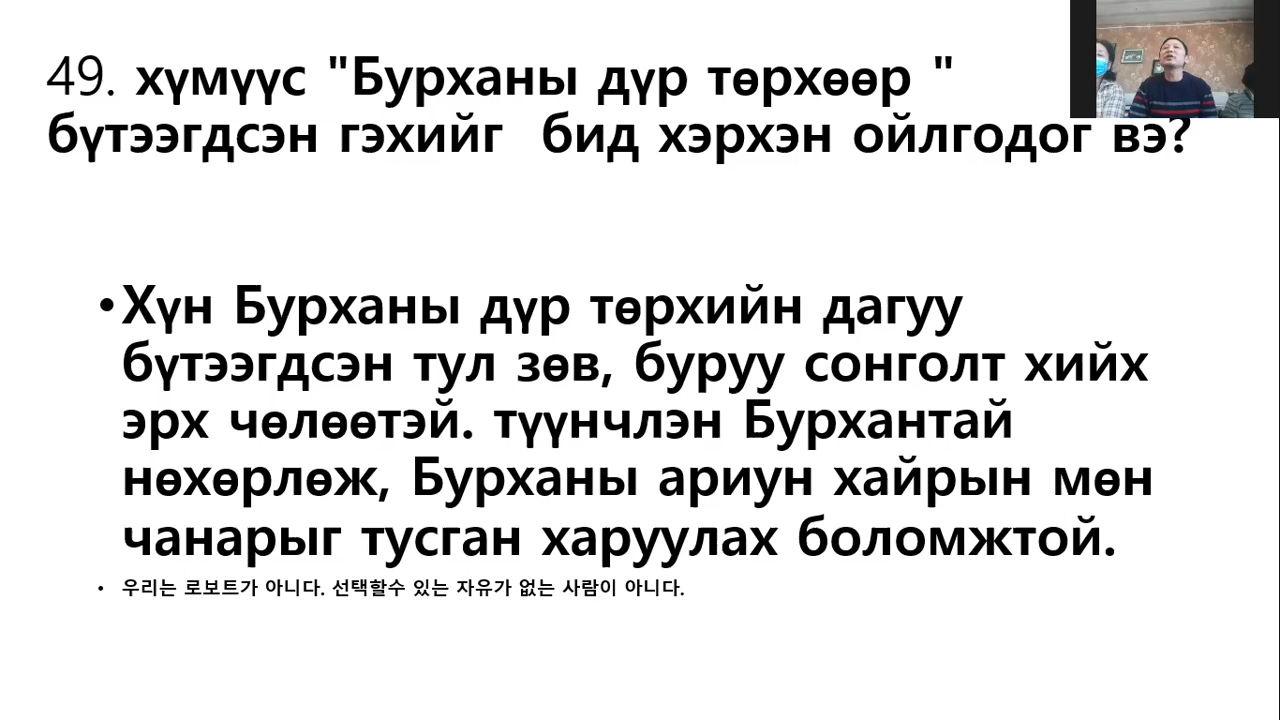 49. хүмүүс "Бурханы дүр төрхөөр "
бүтээгдсэн гэхийг бид хэрхэн ойлгодог вэ?
•Хүн Бурханы дүр төрхийн дагуу
бүтээгдсэн тул зөв, буруу сонголт хийх
эрх чөлөөтэй. түүнчлэн Бурхантай
нөхөрлөж, Бурханы ариун хайрын мөн
чанарыг тусган харуулах боломжтой.
• 우리는 로보트가 아니다. 선택할수 있는 자유가 없는 사람이 아니다.